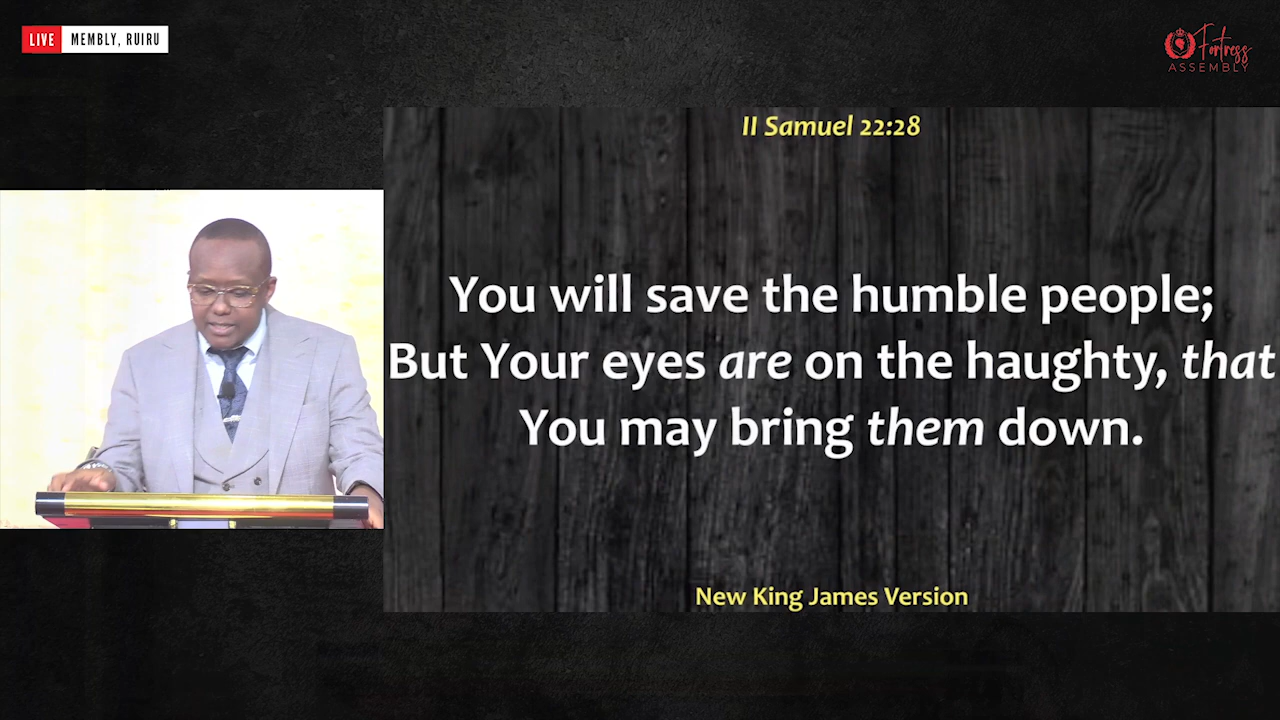 LIVE MEMBLY, RUIRU
Fortress
ASSEMBLY
II Samuel 22:28
You will save the humble people;
But Your eyes are on the haughty, that
You may bring them down.
New King James Version